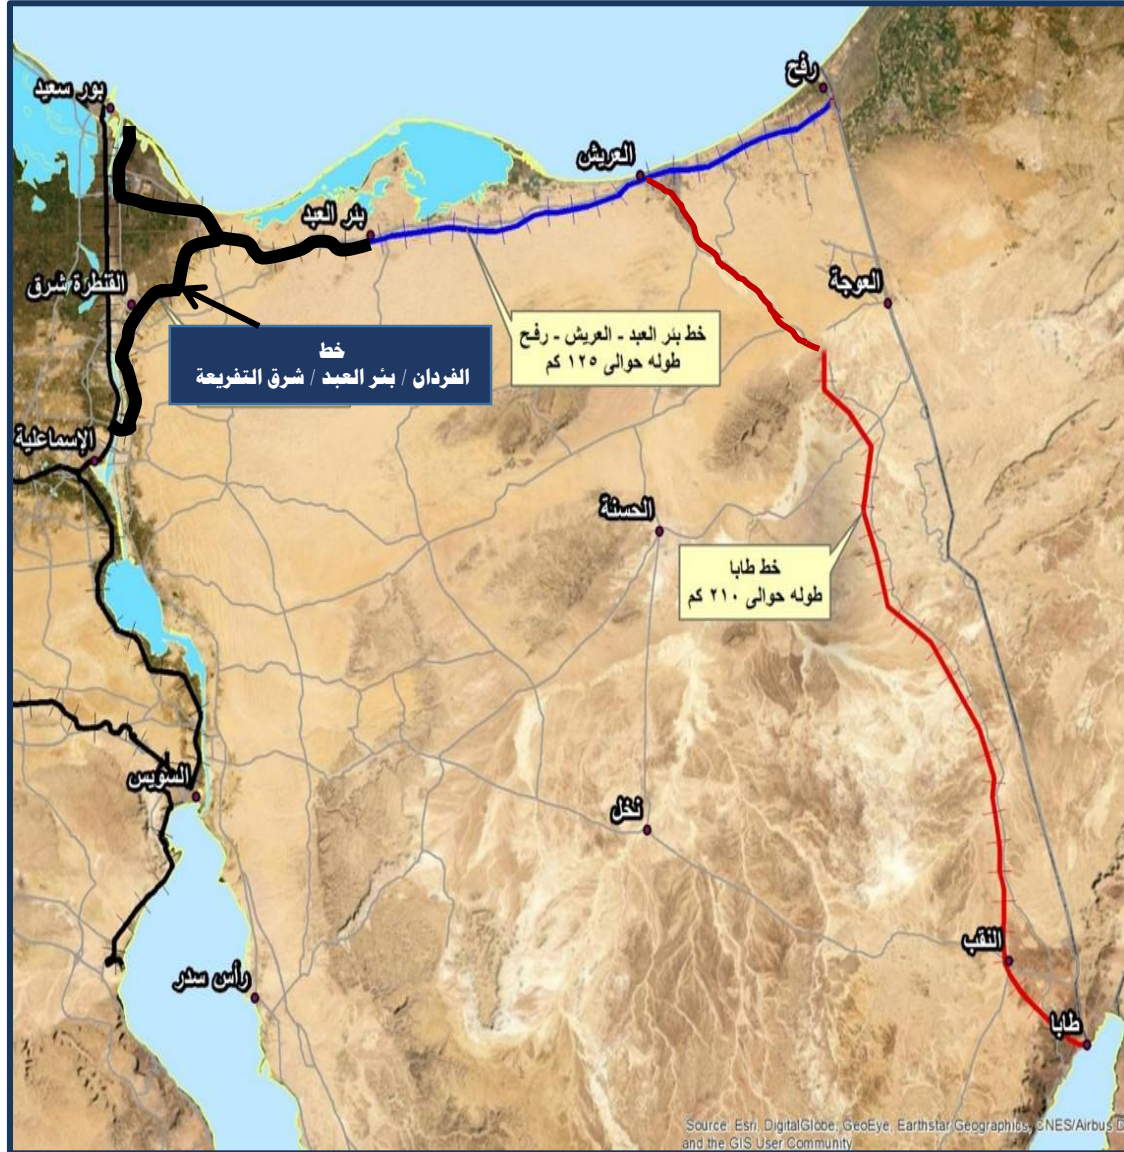 رفح
بور سعيد
العريش
بئر العبد
القنطرة شرق
العوجة
خط
الفردان / بئر العبد / شرق التفريعة
خط بئر العبد - العريش - رفح
طوله حوالى ١٢٥ كم
الإسماعلية
الحسنة
خط طابا
طوله حوالى ٢١٠ كم
السويس
نخل
النقب
رأس سدر
طابا
Source: Esri, DigitalGlobe, GeoEye, Earthstar Geographics, CNES/Airbus D
and the GIS User Community